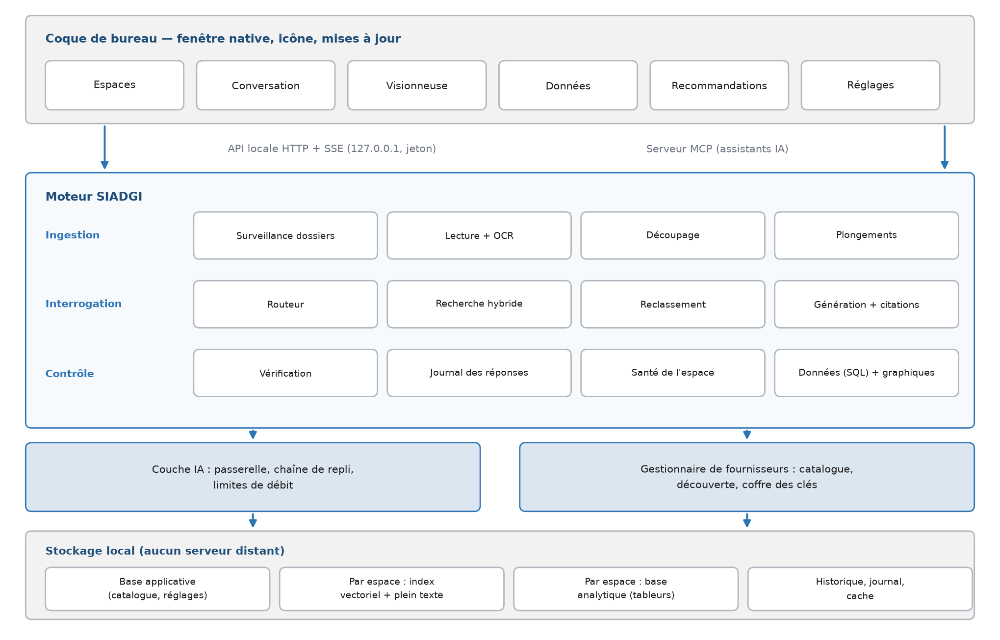 Coque de bureau — fenêtre native, icône, mises à jour
Espaces
Conversation
Visionneuse
Données
Recommandations
Réglages
API locale HTTP + SSE (127.0.0.1, jeton)
Serveur MCP (assistants IA)
Moteur SIADGI
Ingestion
Surveillance dossiers
Lecture + OCR
Découpage
Plongements
Interrogation
Routeur
Recherche hybride
Reclassement
Génération + citations
Contrôle
Vérification
Journal des réponses
Santé de l'espace
Données (SQL) + graphiques
Couche IA : passerelle, chaîne de repli,
limites de débit
Gestionnaire de fournisseurs : catalogue,
découverte, coffre des clés
Stockage local (aucun serveur distant)
Base applicative
(catalogue, réglages)
Par espace : index
vectoriel + plein texte
Par espace : base
analytique (tableurs)
Historique, journal,
cache